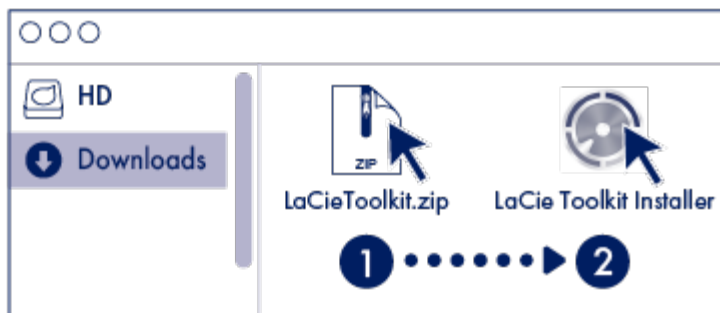 HD
Downloads
ZIP
LaCieToolkit.zip
LaCie Toolkit Installer
1
2